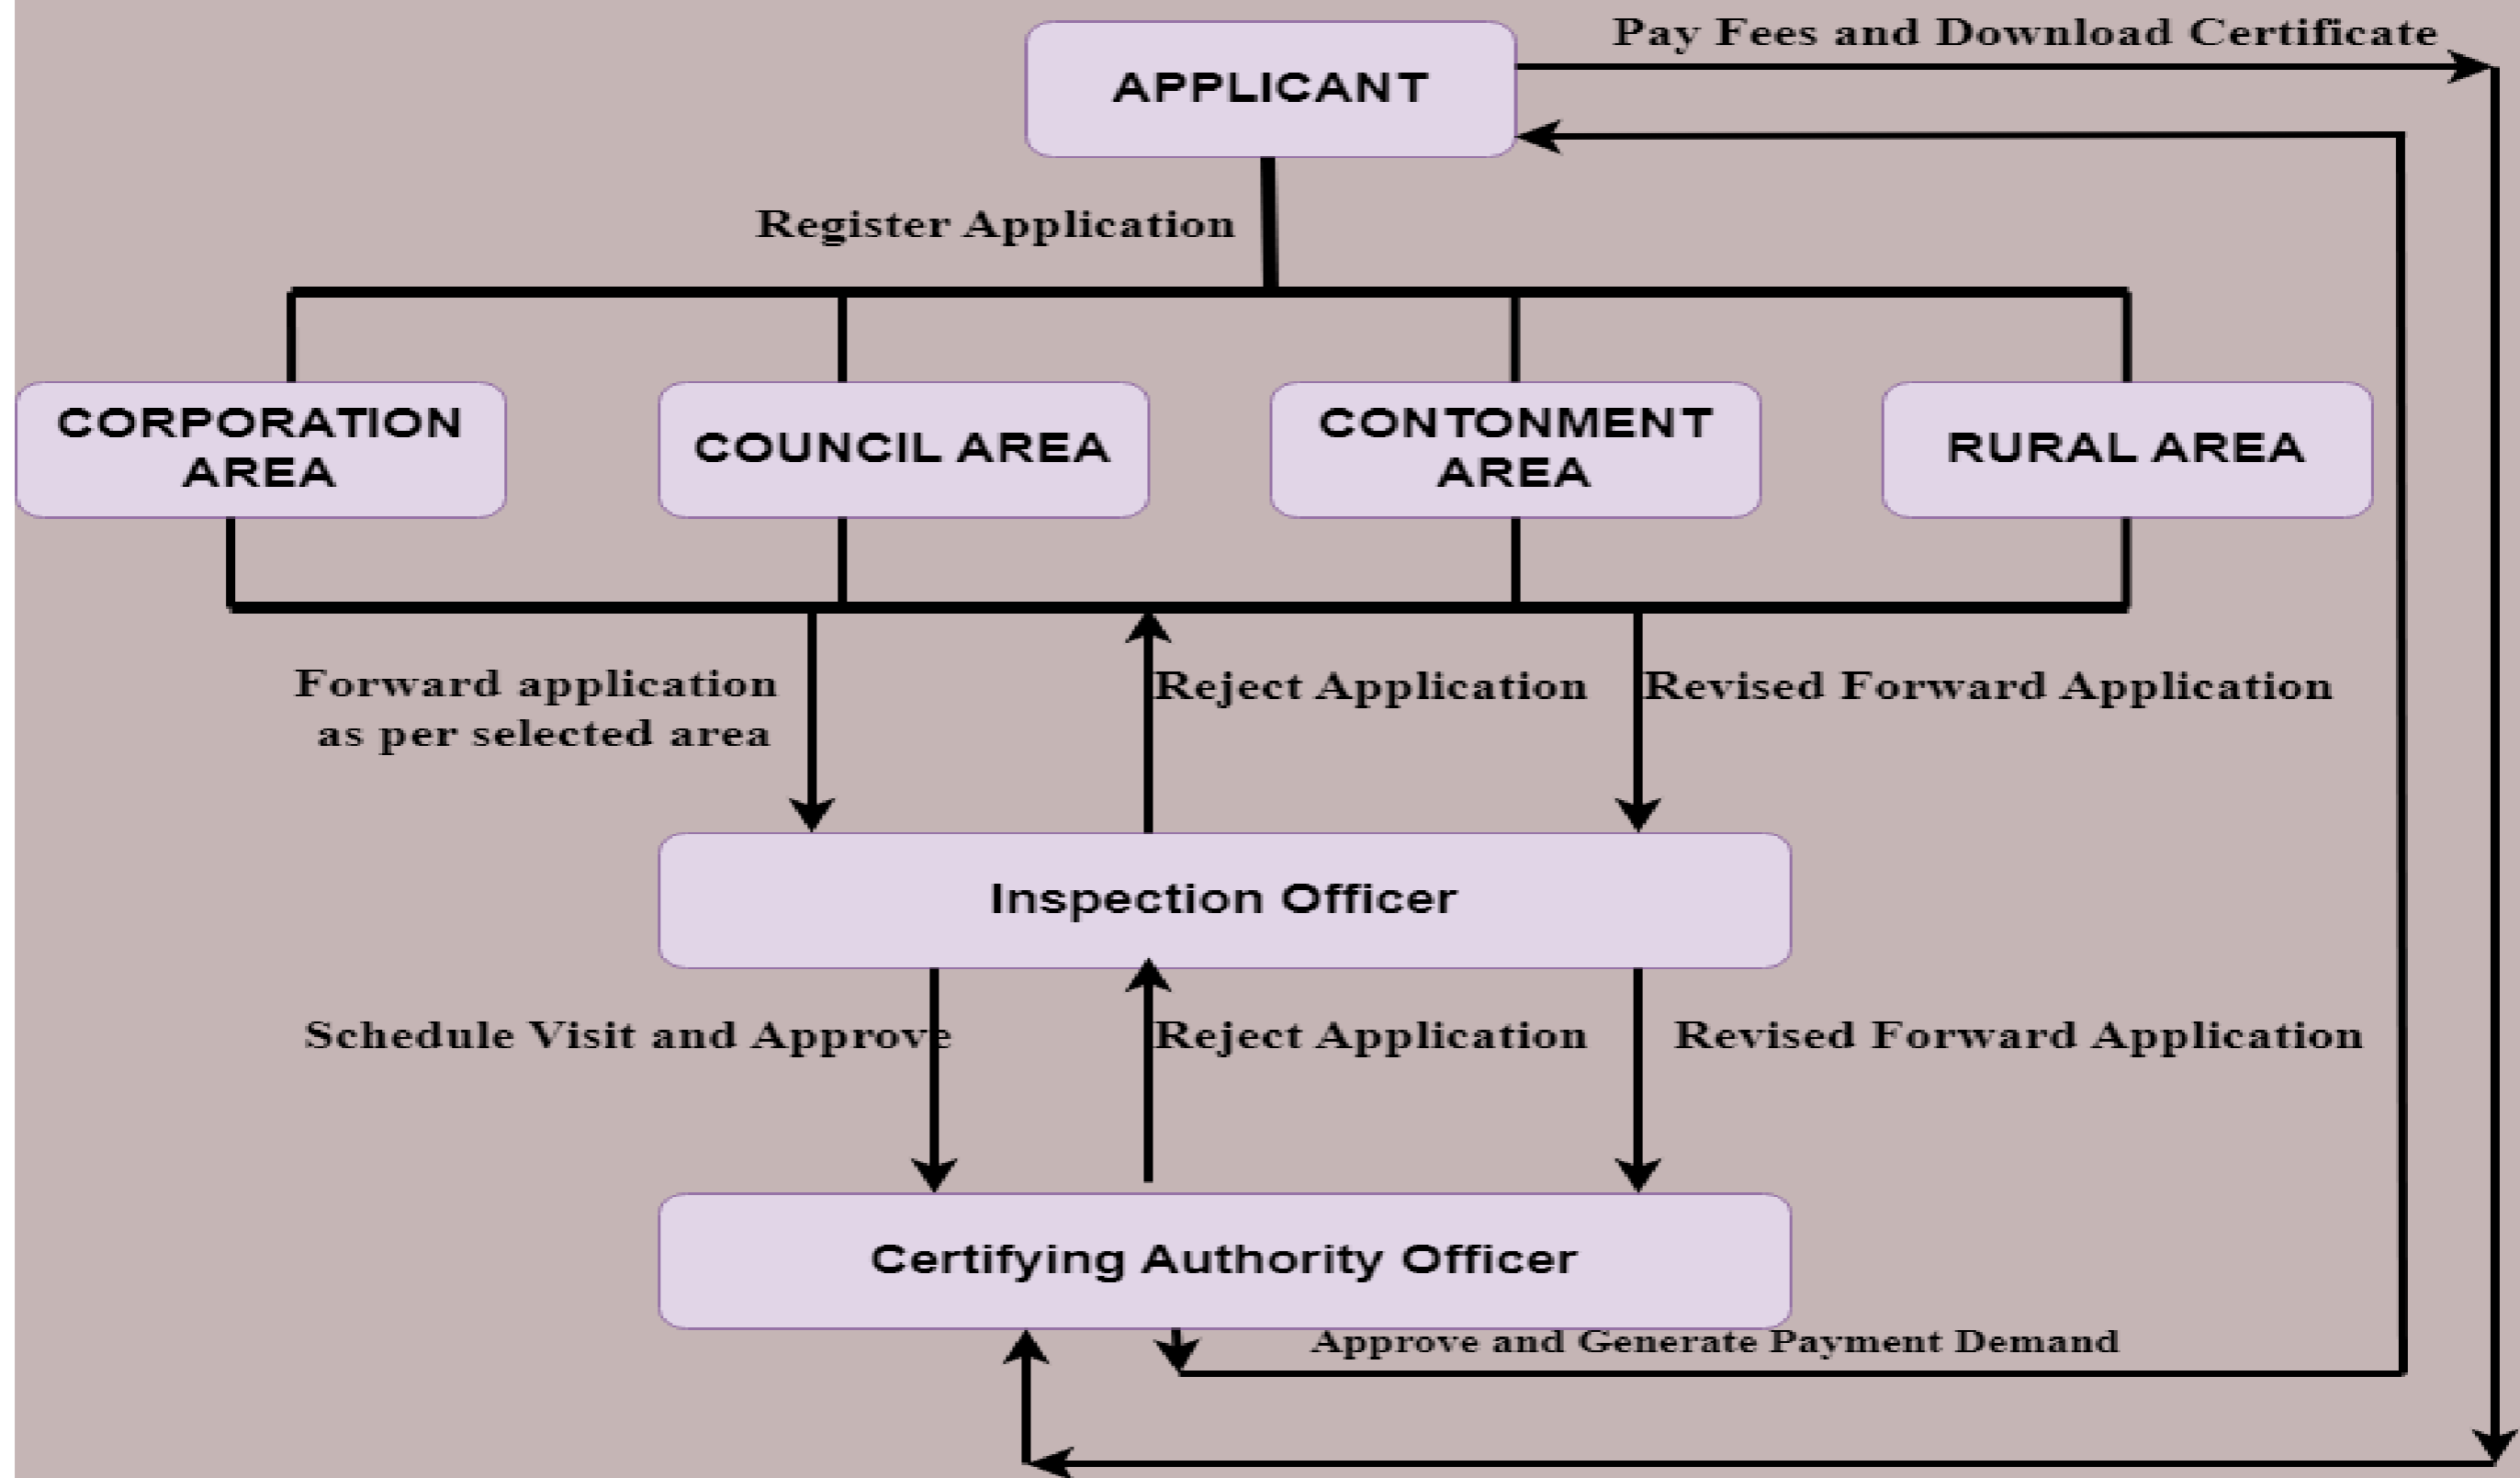 Pay Fees and Download Certificate
APPLICANT
Register Application
CORPORATION
AREA
COUNCIL AREA
CONTONMENT
AREA
RURAL AREA
Forward application
as per selected area
Reject Application
Revised Forward Application
Inspection Officer
Schedule Visit and Approve
Reject Application
Revised Forward Application
Certifying Authority Officer
Approve and Generate Payment Demand